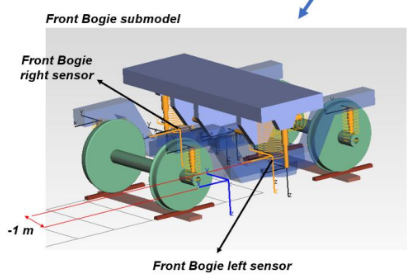 Front Bogie submodel
Front Bogie
right sensor
-1 m
Front Bogie left sensor